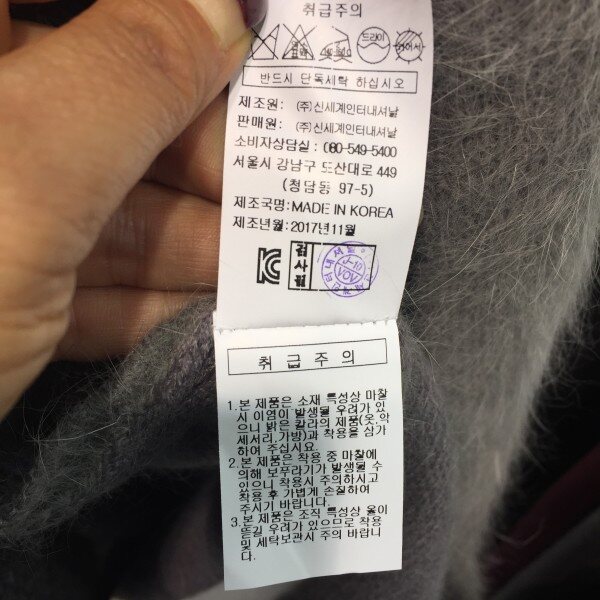 취급주의
드라이
반드시 단독세탁 하십시오
제조원: (주)신세계인터내셔날
판매원: (주)신세계인터내셔날
소비자상담실: 080-549-5400
서울시 강남구 도산대로 449
(청담동 97-5)
제조국명: MADE IN KOREA
제조년월: 2017년11월
KC
검사필
J-10
VOV
취급주의
1.본 제품은 소재 특성상 마찰
시 이염이 발생될 우려가 있
으니 밝은 칼라의 제품(옷,악
세서리,가방)과 착용을 삼가
하여 주십시요.
2.본 제품은 착용 중 마찰에
의해 보푸라기가 발생될 수
있으니 착용시 주의하시고
착용 후 가볍게 손질하여
주시기 바랍니다.
3.본 제품은 조직 특성상 올이
뜯길 우려가 있으므로 착용
및 세탁보관시 주의 바랍니
다.